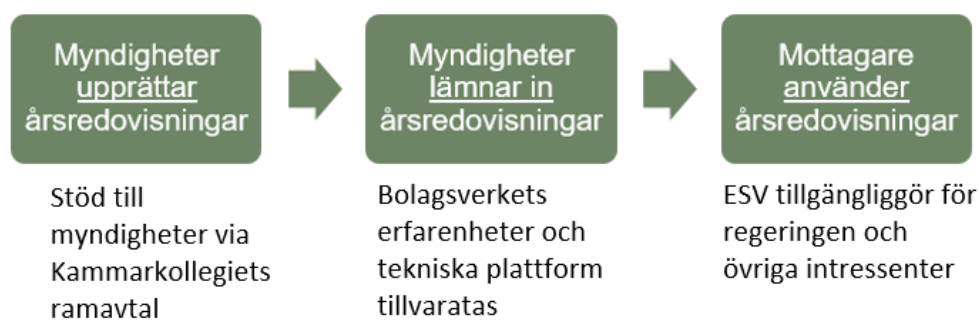 Myndigheter
upprättar
årsredovisningar
Myndigheter
lämnar in
årsredovisningar
Mottagare
använder
årsredovisningar
Stöd till
myndigheter via
Kammarkollegiets
ramavtal
Bolagsverkets
erfarenheter och
tekniska plattform
tillvaratas
ESV tillgängliggör för
regeringen och
övriga intressenter